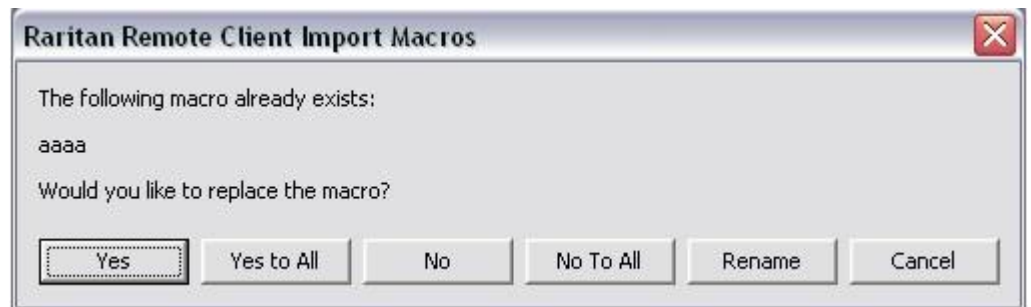 Raritan Remote Client Import Macros
The following macro already exists:
aaaa
Would you like to replace the macro?
Yes Yes to All No No To All Rename Cancel